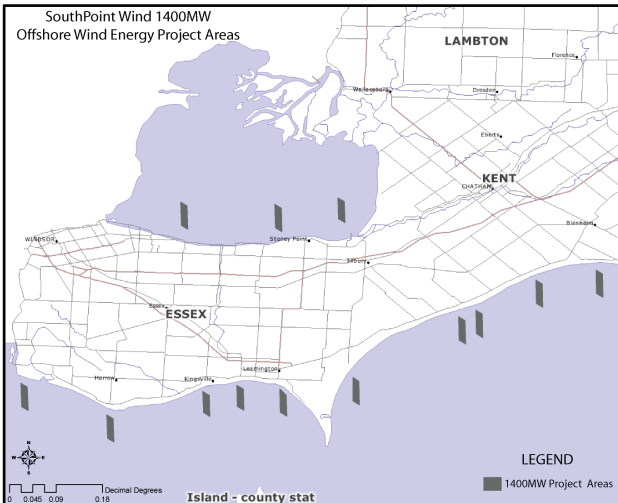 SouthPoint Wind 1400MW
Offshore Wind Energy Project Areas
LAMBTON
Florence
Wallaceburg
Dresden
Eberts
KENT
CHATHAM
Blenheim
WINDSOR
Stoney Point
Tilbury
Essex
ESSEX
Leamington
Harrow
Kingsville
N
W E
S
LEGEND
1400MW Project Areas
Decimal Degrees
0 0.045 0.09 0.18
Island - county stat